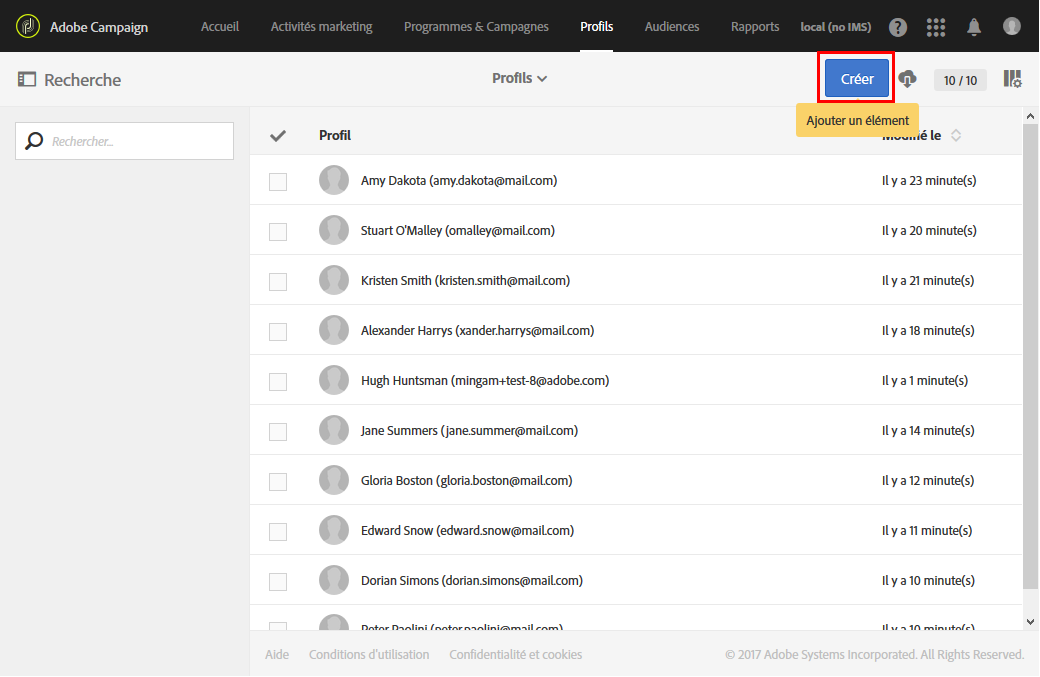 Adobe Campaign Accueil Activités marketing Programmes & Campagnes Profils Audiences Rapports local (no IMS) ?
Recherche Profils Créer 10 / 10
Ajouter un élément
Rechercher...
Profil Modifié le
Amy Dakota (amy.dakota@mail.com) Il y a 23 minute(s)
Stuart O'Malley (omalley@mail.com) Il y a 20 minute(s)
Kristen Smith (kristen.smith@mail.com) Il y a 21 minute(s)
Alexander Harrys (xander.harrys@mail.com) Il y a 18 minute(s)
Hugh Huntsman (mingam+test-8@adobe.com) Il y a 1 minute(s)
Jane Summers (jane.summer@mail.com) Il y a 14 minute(s)
Gloria Boston (gloria.boston@mail.com) Il y a 12 minute(s)
Edward Snow (edward.snow@mail.com) Il y a 11 minute(s)
Dorian Simons (dorian.simons@mail.com) Il y a 10 minute(s)
Peter Paolini (peter.paolini@mail.com) Il y a 10 minute(s)
Aide Conditions d'utilisation Confidentialité et cookies © 2017 Adobe Systems Incorporated. All Rights Reserved.